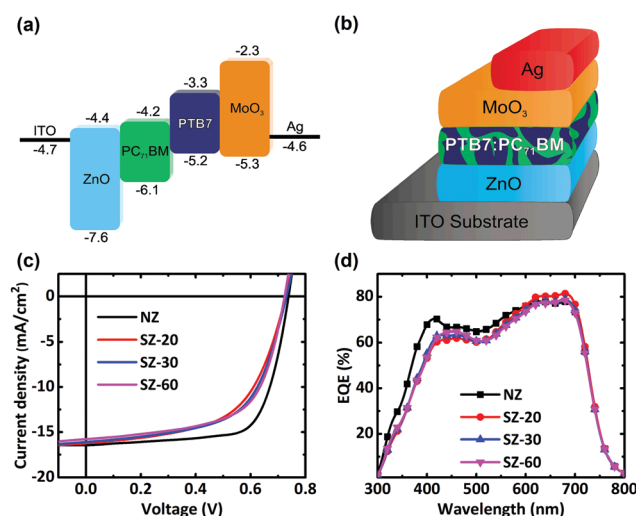 (a)
-2.3
-3.3
-4.4
-4.2
MoO₃
ITO
PTB7
Ag
-4.7
PC₇₁BM
-4.6
-5.2
-5.3
ZnO
-6.1
-7.6
(b)
Ag
MoO₃
PTB7:PC₇₁BM
ZnO
ITO Substrate
(c)
Current density (mA/cm²)
0
-5
-10
-15
-20
NZ
SZ-20
SZ-30
SZ-60
0.0 0.2 0.4 0.6 0.8
Voltage (V)
(d)
EQE (%)
80
60
40
20
NZ
SZ-20
SZ-30
SZ-60
300 400 500 600 700 800
Wavelength (nm)